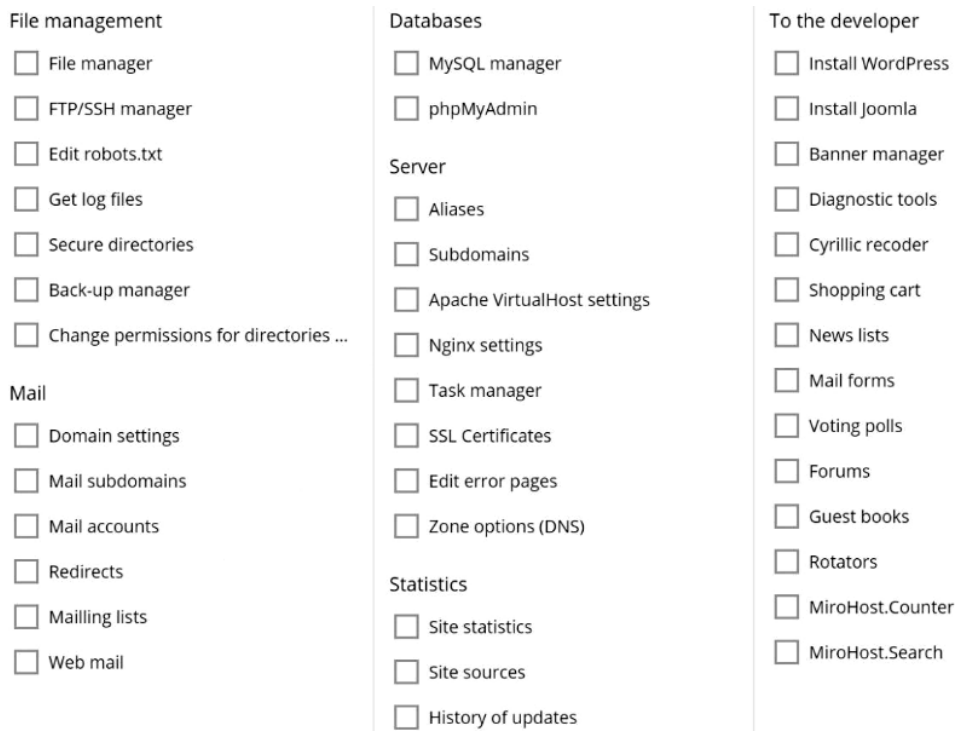 File management
File manager
FTP/SSH manager
Edit robots.txt
Get log files
Secure directories
Back-up manager
Change permissions for directories ...
Mail
Domain settings
Mail subdomains
Mail accounts
Redirects
Mailling lists
Web mail
Databases
MySQL manager
phpMyAdmin
Server
Aliases
Subdomains
Apache VirtualHost settings
Nginx settings
Task manager
SSL Certificates
Edit error pages
Zone options (DNS)
Statistics
Site statistics
Site sources
History of updates
To the developer
Install WordPress
Install Joomla
Banner manager
Diagnostic tools
Cyrillic recoder
Shopping cart
News lists
Mail forms
Voting polls
Forums
Guest books
Rotators
MiroHost.Counter
MiroHost.Search